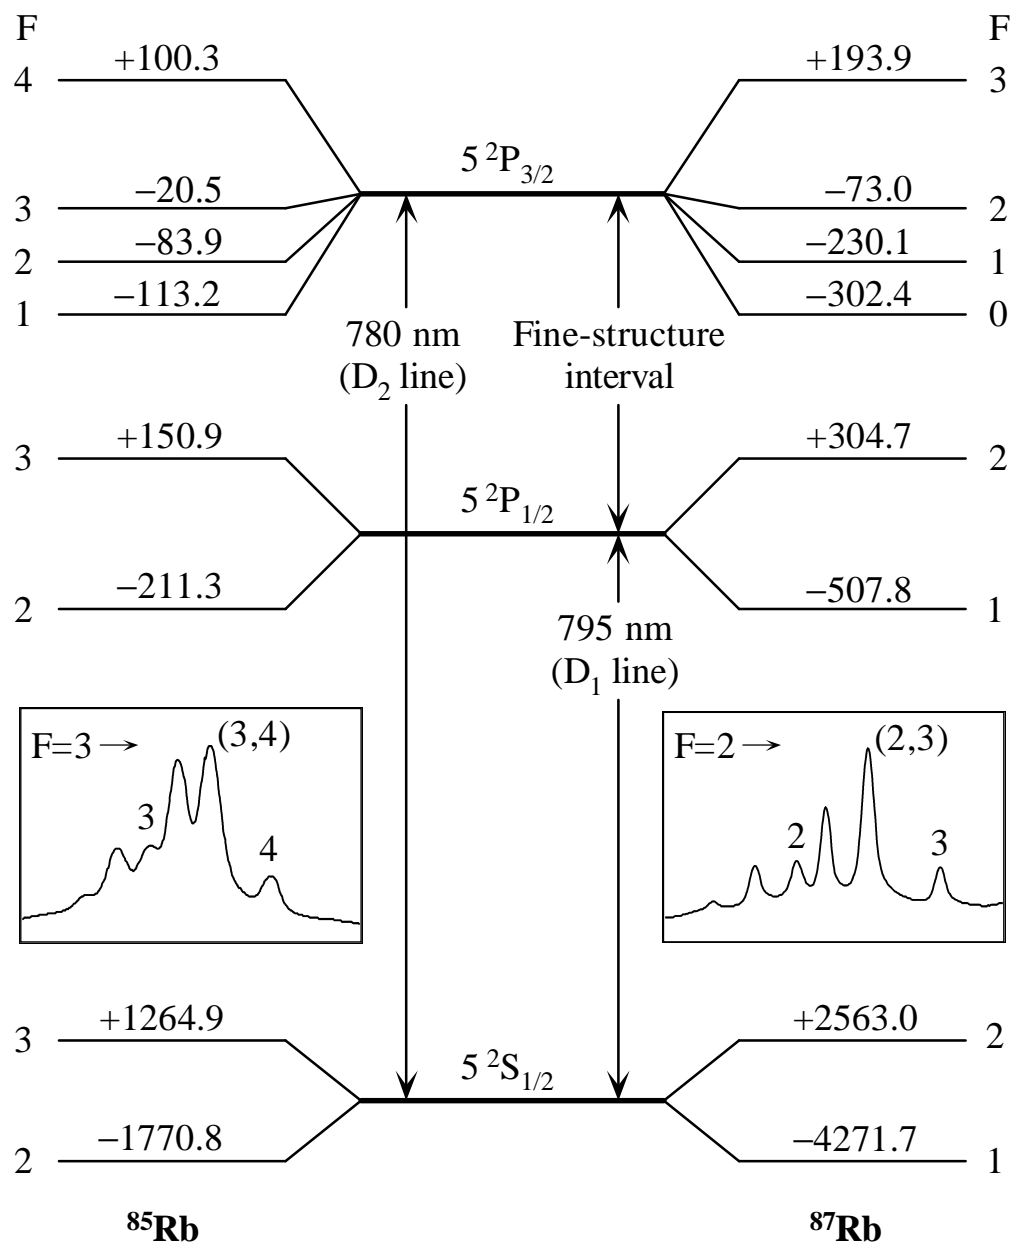 F F
+100.3 +193.9
4 3
5 ²P₃/₂
−20.5 −73.0
3 2
−83.9 −230.1
2 1
−113.2 −302.4
1 0
780 nm Fine-structure
(D₂ line) interval
+150.9 +304.7
3 2
5 ²P₁/₂
−211.3 −507.8
2 1
795 nm
(D₁ line)
F=3 → (3,4) F=2 → (2,3)
3 4 2 3
+1264.9 +2563.0
3 2
5 ²S₁/₂
−1770.8 −4271.7
2 1
⁸⁵Rb ⁸⁷Rb